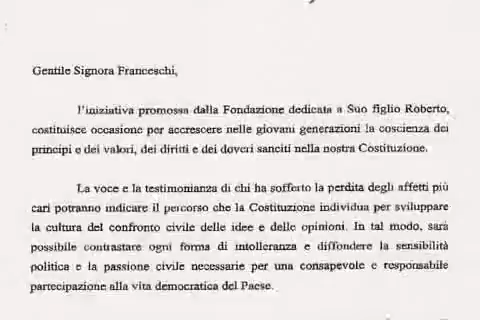 Gentile Signora Franceschi,
l'iniziativa promossa dalla Fondazione dedicata a Suo figlio Roberto,
costituisce occasione per accrescere nelle giovani generazioni la coscienza dei
principi e dei valori, dei diritti e dei doveri sanciti nella nostra Costituzione.
La voce e la testimonianza di chi ha sofferto la perdita degli affetti più
cari potranno indicare il percorso che la Costituzione individua per sviluppare
la cultura del confronto civile delle idee e delle opinioni. In tal modo, sarà
possibile contrastare ogni forma di intolleranza e diffondere la sensibilità
politica e la passione civile necessarie per una consapevole e responsabile
partecipazione alla vita democratica del Paese.